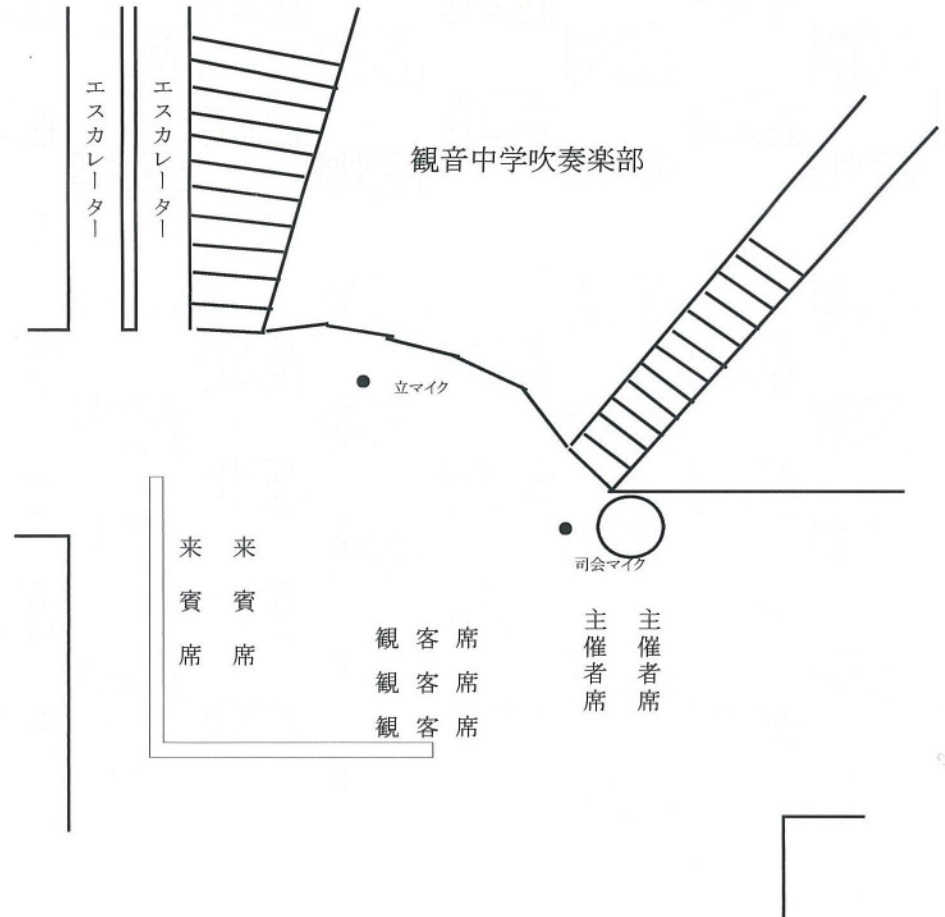 エスカレーター
エスカレーター
観音中学吹奏楽部
立マイク
司会マイク
来賓席
来賓席
観客席
観客席
観客席
主催者席
主催者席